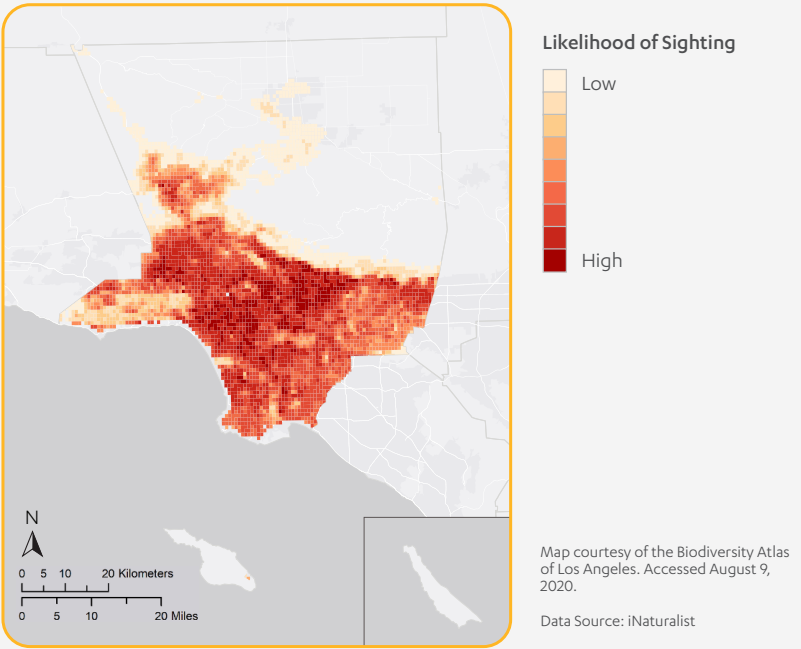 Likelihood of Sighting
Low
High
N
0 5 10 20 Kilometers
0 5 10 20 Miles
Map courtesy of the Biodiversity Atlas
of Los Angeles. Accessed August 9,
2020.
Data Source: iNaturalist